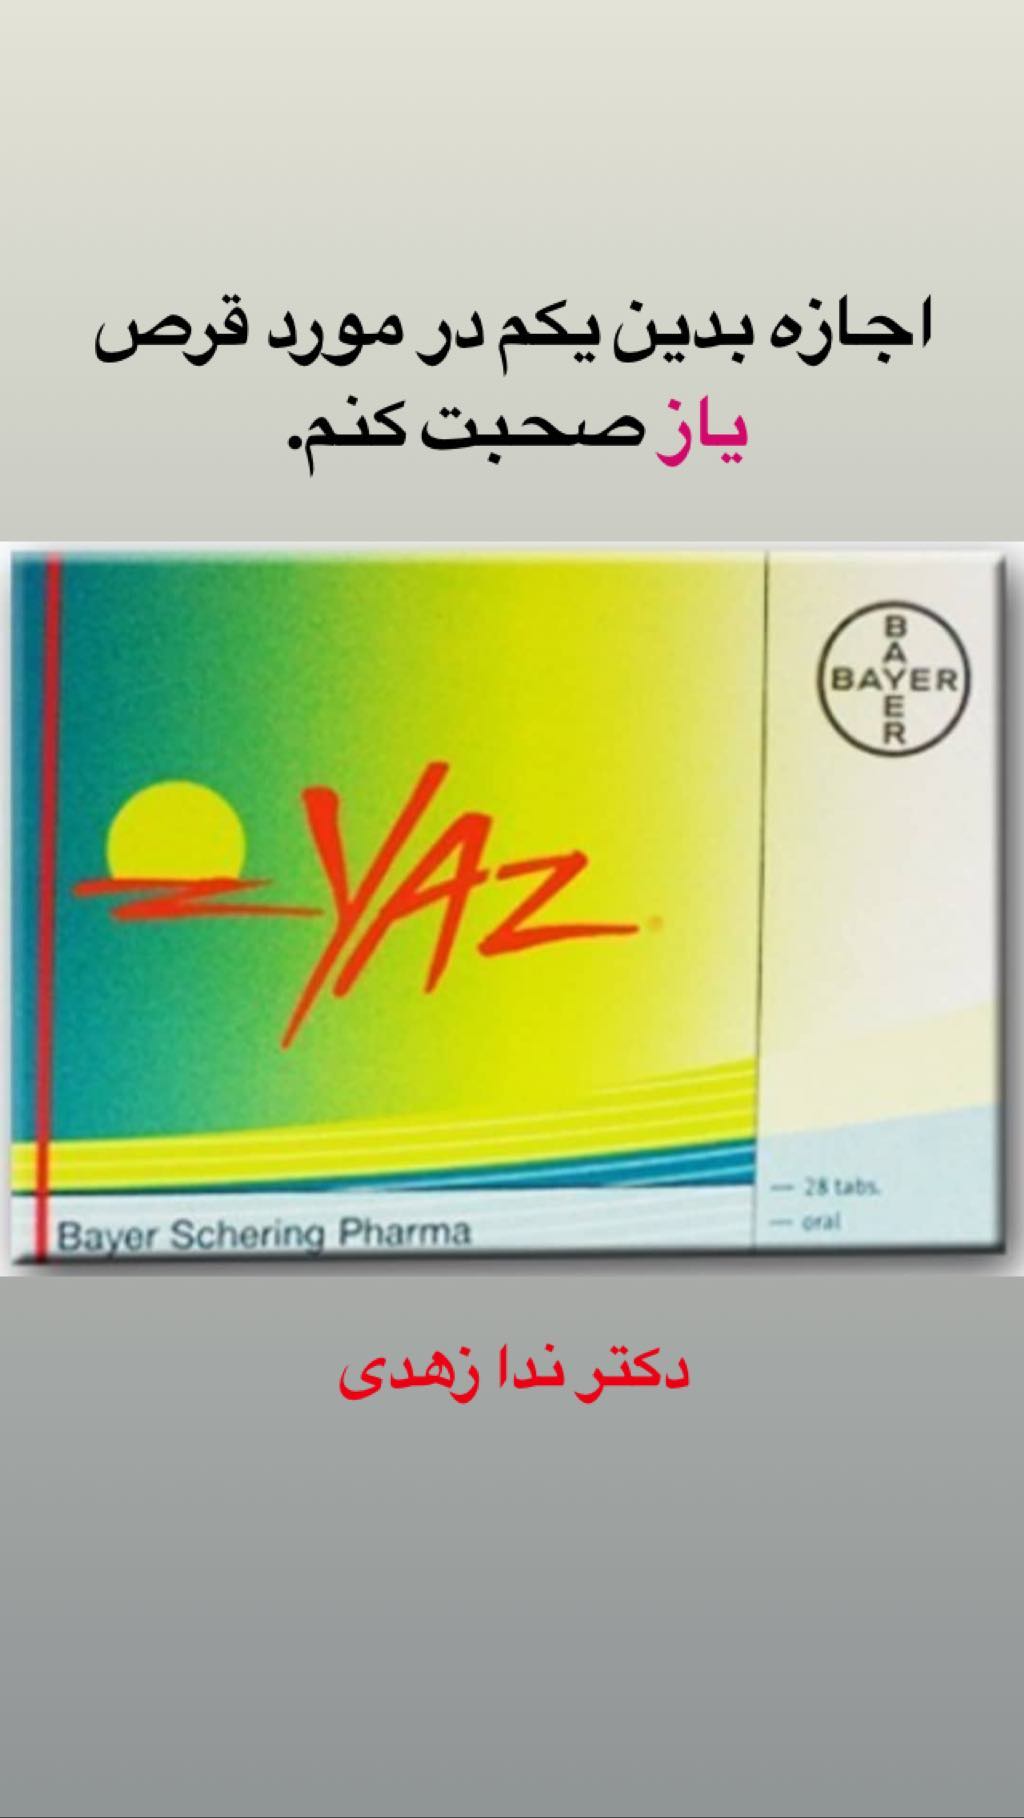 اجازه بدین یکم در مورد قرص
یاز صحبت کنم.
BAYER
BAYER
YAZ
28 tabs.
oral
Bayer Schering Pharma
دکتر ندا زهدی